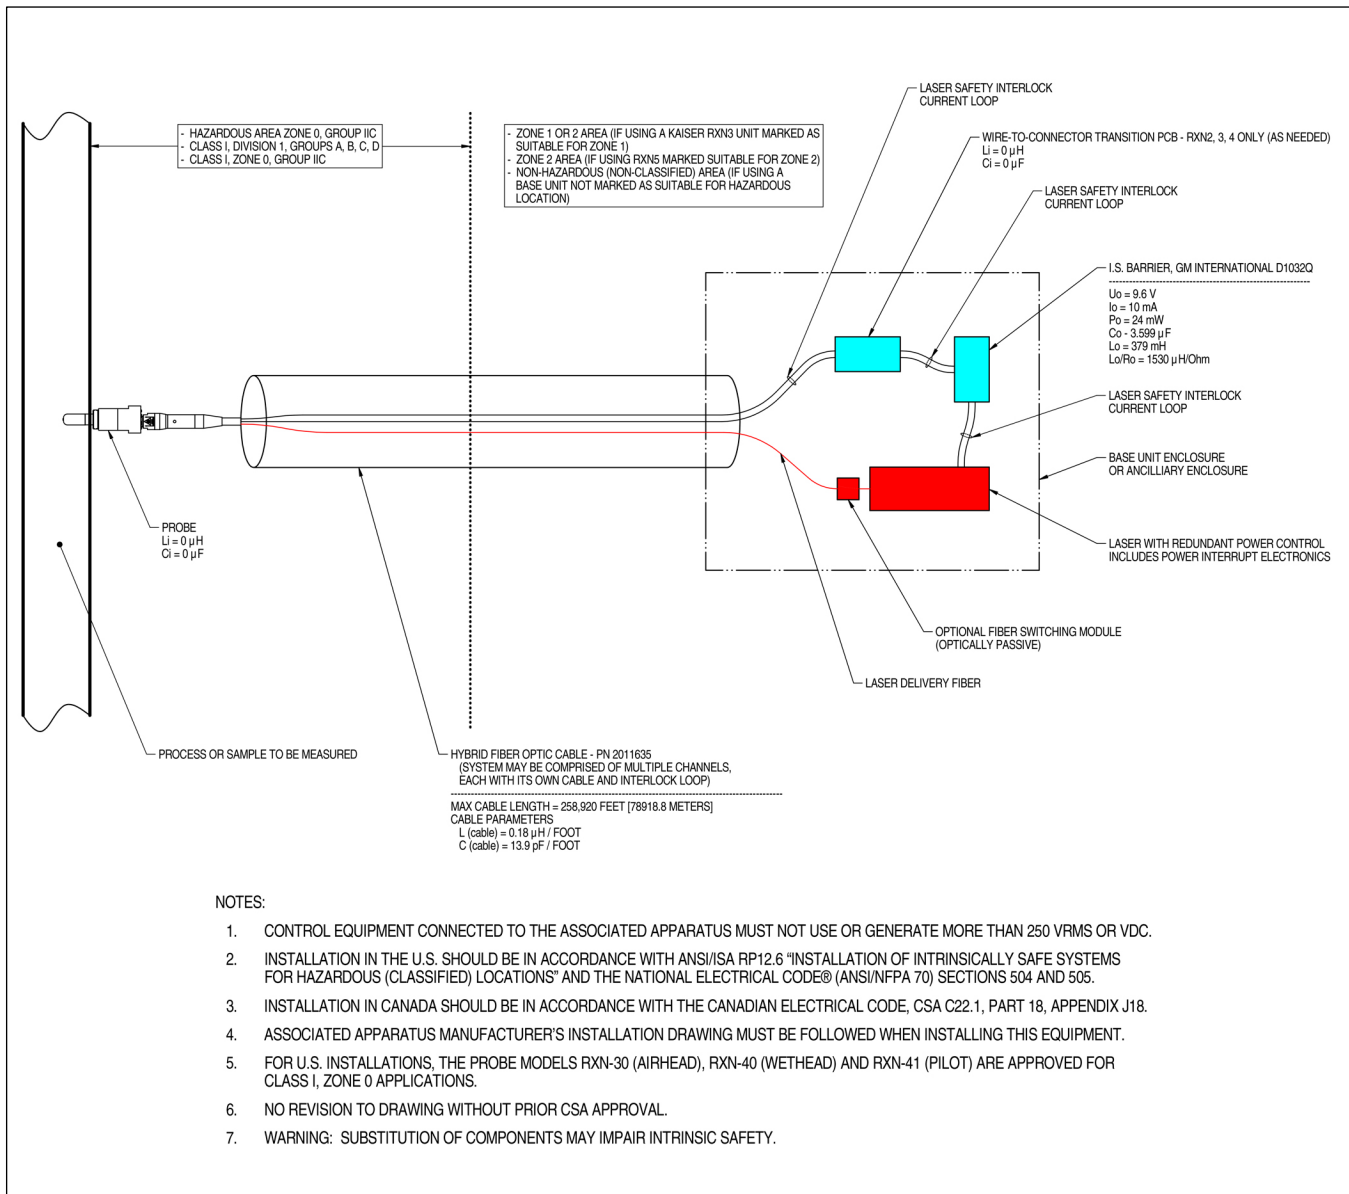 LASER SAFETY INTERLOCK
CURRENT LOOP
- HAZARDOUS AREA ZONE 0, GROUP IIC
- CLASS I, DIVISION 1, GROUPS A, B, C, D
- CLASS I, ZONE 0, GROUP IIC
- ZONE 1 OR 2 AREA (IF USING A KAISER RXN3 UNIT MARKED AS
SUITABLE FOR ZONE 1)
- ZONE 2 AREA (IF USING RXN5 MARKED SUITABLE FOR ZONE 2)
- NON-HAZARDOUS (NON-CLASSIFIED) AREA (IF USING A
BASE UNIT NOT MARKED AS SUITABLE FOR HAZARDOUS
LOCATION)
WIRE-TO-CONNECTOR TRANSITION PCB - RXN2, 3, 4 ONLY (AS NEEDED)
Li = 0 µH
Ci = 0 µF
LASER SAFETY INTERLOCK
CURRENT LOOP
I.S. BARRIER, GM INTERNATIONAL D1032Q
Uo = 9.6 V
Io = 10 mA
Po = 24 mW
Co - 3.599 µF
Lo = 379 mH
Lo/Ro = 1530 µH/Ohm
LASER SAFETY INTERLOCK
CURRENT LOOP
BASE UNIT ENCLOSURE
OR ANCILLIARY ENCLOSURE
PROBE
Li = 0 µH
Ci = 0 µF
LASER WITH REDUNDANT POWER CONTROL
INCLUDES POWER INTERRUPT ELECTRONICS
OPTIONAL FIBER SWITCHING MODULE
(OPTICALLY PASSIVE)
LASER DELIVERY FIBER
PROCESS OR SAMPLE TO BE MEASURED
HYBRID FIBER OPTIC CABLE - PN 2011635
(SYSTEM MAY BE COMPRISED OF MULTIPLE CHANNELS,
EACH WITH ITS OWN CABLE AND INTERLOCK LOOP)
MAX CABLE LENGTH = 258,920 FEET [78918.8 METERS]
CABLE PARAMETERS
L (cable) = 0.18 µH / FOOT
C (cable) = 13.9 pF / FOOT
NOTES:
1. CONTROL EQUIPMENT CONNECTED TO THE ASSOCIATED APPARATUS MUST NOT USE OR GENERATE MORE THAN 250 VRMS OR VDC.
2. INSTALLATION IN THE U.S. SHOULD BE IN ACCORDANCE WITH ANSI/ISA RP12.6 “INSTALLATION OF INTRINSICALLY SAFE SYSTEMS
FOR HAZARDOUS (CLASSIFIED) LOCATIONS” AND THE NATIONAL ELECTRICAL CODE® (ANSI/NFPA 70) SECTIONS 504 AND 505.
3. INSTALLATION IN CANADA SHOULD BE IN ACCORDANCE WITH THE CANADIAN ELECTRICAL CODE, CSA C22.1, PART 18, APPENDIX J18.
4. ASSOCIATED APPARATUS MANUFACTURER'S INSTALLATION DRAWING MUST BE FOLLOWED WHEN INSTALLING THIS EQUIPMENT.
5. FOR U.S. INSTALLATIONS, THE PROBE MODELS RXN-30 (AIRHEAD), RXN-40 (WETHEAD) AND RXN-41 (PILOT) ARE APPROVED FOR
CLASS I, ZONE 0 APPLICATIONS.
6. NO REVISION TO DRAWING WITHOUT PRIOR CSA APPROVAL.
7. WARNING: SUBSTITUTION OF COMPONENTS MAY IMPAIR INTRINSIC SAFETY.